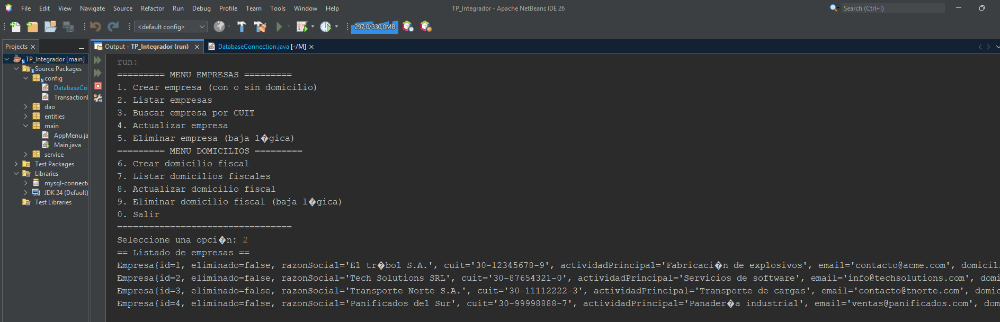 File Edit View Navigate Source Refactor Run Debug Profile Team Tools Window Help
TP_Integrador - Apache NetBeans IDE 26
Search (Ctrl+I)
<default config>
297,0/330,0MB
Projects
Output - TP_Integrador (run)
DatabaseConnection.java [-/M]
TP_Integrador [main]
Source Packages
config
DatabaseCo
Transaction
dao
entities
main
AppMenu.ja
Main.java
service
Test Packages
Libraries
mysql-connect
JDK 24 (Default)
Test Libraries
run:
========= MENU EMPRESAS =========
1. Crear empresa (con o sin domicilio)
2. Listar empresas
3. Buscar empresa por CUIT
4. Actualizar empresa
5. Eliminar empresa (baja l�gica)
========= MENU DOMICILIOS =========
6. Crear domicilio fiscal
7. Listar domicilios fiscales
8. Actualizar domicilio fiscal
9. Eliminar domicilio fiscal (baja l�gica)
0. Salir
=================================
Seleccione una opci�n: 2
== Listado de empresas ==
Empresa{id=1, eliminado=false, razonSocial='El tr�bol S.A.', cuit='30-12345678-9', actividadPrincipal='Fabricaci�n de explosivos', email='contacto@acme.com', domicili
Empresa{id=2, eliminado=false, razonSocial='Tech Solutions SRL', cuit='30-87654321-0', actividadPrincipal='Servicios de software', email='info@techsolutions.com', domi
Empresa{id=3, eliminado=false, razonSocial='Transporte Norte S.A.', cuit='30-11112222-3', actividadPrincipal='Transporte de cargas', email='contacto@tnorte.com', domic
Empresa{id=4, eliminado=false, razonSocial='Panificados del Sur', cuit='30-99998888-7', actividadPrincipal='Panader�a industrial', email='ventas@panificados.com', dom